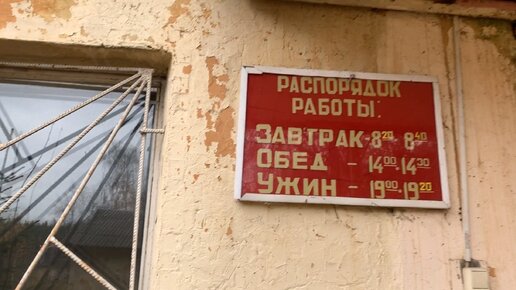 РАСПОРЯДОК
РАБОТЫ:
ЗАВТРАК-8²⁰ 8⁴⁰
ОБЕД - 14⁰⁰-14³⁰
УЖИН - 19⁰⁰-19²⁰